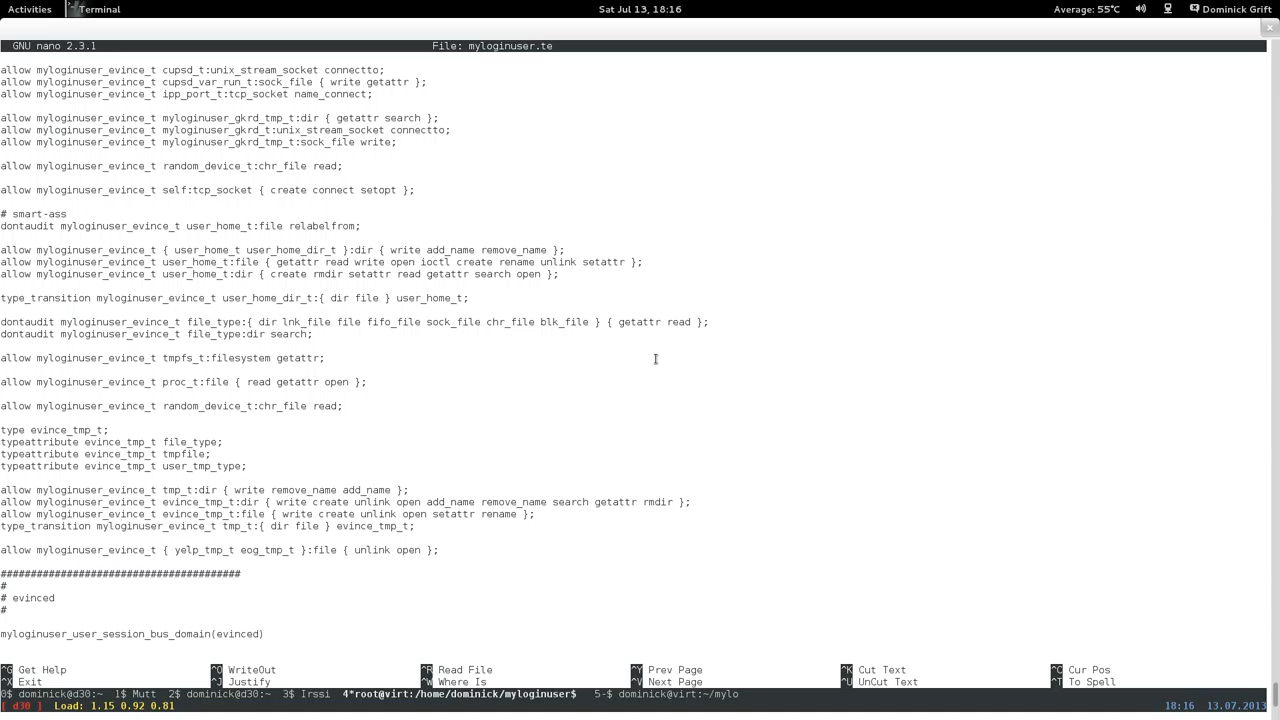 Activities Terminal Sat Jul 13, 18:16 Average: 55°C Dominick Grift
GNU nano 2.3.1 File: myloginuser.te
allow myloginuser_evince_t cupsd_t:unix_stream_socket connectto;
allow myloginuser_evince_t cupsd_var_run_t:sock_file { write getattr };
allow myloginuser_evince_t ipp_port_t:tcp_socket name_connect;
allow myloginuser_evince_t myloginuser_gkrd_tmp_t:dir { getattr search };
allow myloginuser_evince_t myloginuser_gkrd_t:unix_stream_socket connectto;
allow myloginuser_evince_t myloginuser_gkrd_tmp_t:sock_file write;
allow myloginuser_evince_t random_device_t:chr_file read;
allow myloginuser_evince_t self:tcp_socket { create connect setopt };
# smart-ass
dontaudit myloginuser_evince_t user_home_t:file relabelfrom;
allow myloginuser_evince_t { user_home_t user_home_dir_t }:dir { write add_name remove_name };
allow myloginuser_evince_t user_home_t:file { getattr read write open ioctl create rename unlink setattr };
allow myloginuser_evince_t user_home_t:dir { create rmdir setattr read getattr search open };
type_transition myloginuser_evince_t user_home_dir_t:{ dir file } user_home_t;
dontaudit myloginuser_evince_t file_type:{ dir lnk_file file fifo_file sock_file chr_file blk_file } { getattr read };
dontaudit myloginuser_evince_t file_type:dir search;
allow myloginuser_evince_t tmpfs_t:filesystem getattr;
allow myloginuser_evince_t proc_t:file { read getattr open };
allow myloginuser_evince_t random_device_t:chr_file read;
type evince_tmp_t;
typeattribute evince_tmp_t file_type;
typeattribute evince_tmp_t tmpfile;
typeattribute evince_tmp_t user_tmp_type;
allow myloginuser_evince_t tmp_t:dir { write remove_name add_name };
allow myloginuser_evince_t evince_tmp_t:dir { write create unlink open add_name remove_name search getattr rmdir };
allow myloginuser_evince_t evince_tmp_t:file { write create unlink open setattr rename };
type_transition myloginuser_evince_t tmp_t:{ dir file } evince_tmp_t;
allow myloginuser_evince_t { yelp_tmp_t eog_tmp_t }:file { unlink open };
########################################
#
# evinced
#
myloginuser_user_session_bus_domain(evinced)
^G Get Help ^O WriteOut ^R Read File ^Y Prev Page ^K Cut Text ^C Cur Pos
^X Exit ^J Justify ^W Where Is ^V Next Page ^U UnCut Text ^T To Spell
0$ dominick@d30:~ 1$ Mutt 2$ dominick@d30:~ 3$ Irssi 4*root@virt:/home/dominick/myloginuser$ 5-$ dominick@virt:~/mylo
[ d30 ] Load: 1.15 0.92 0.81 18:16 13.07.2013